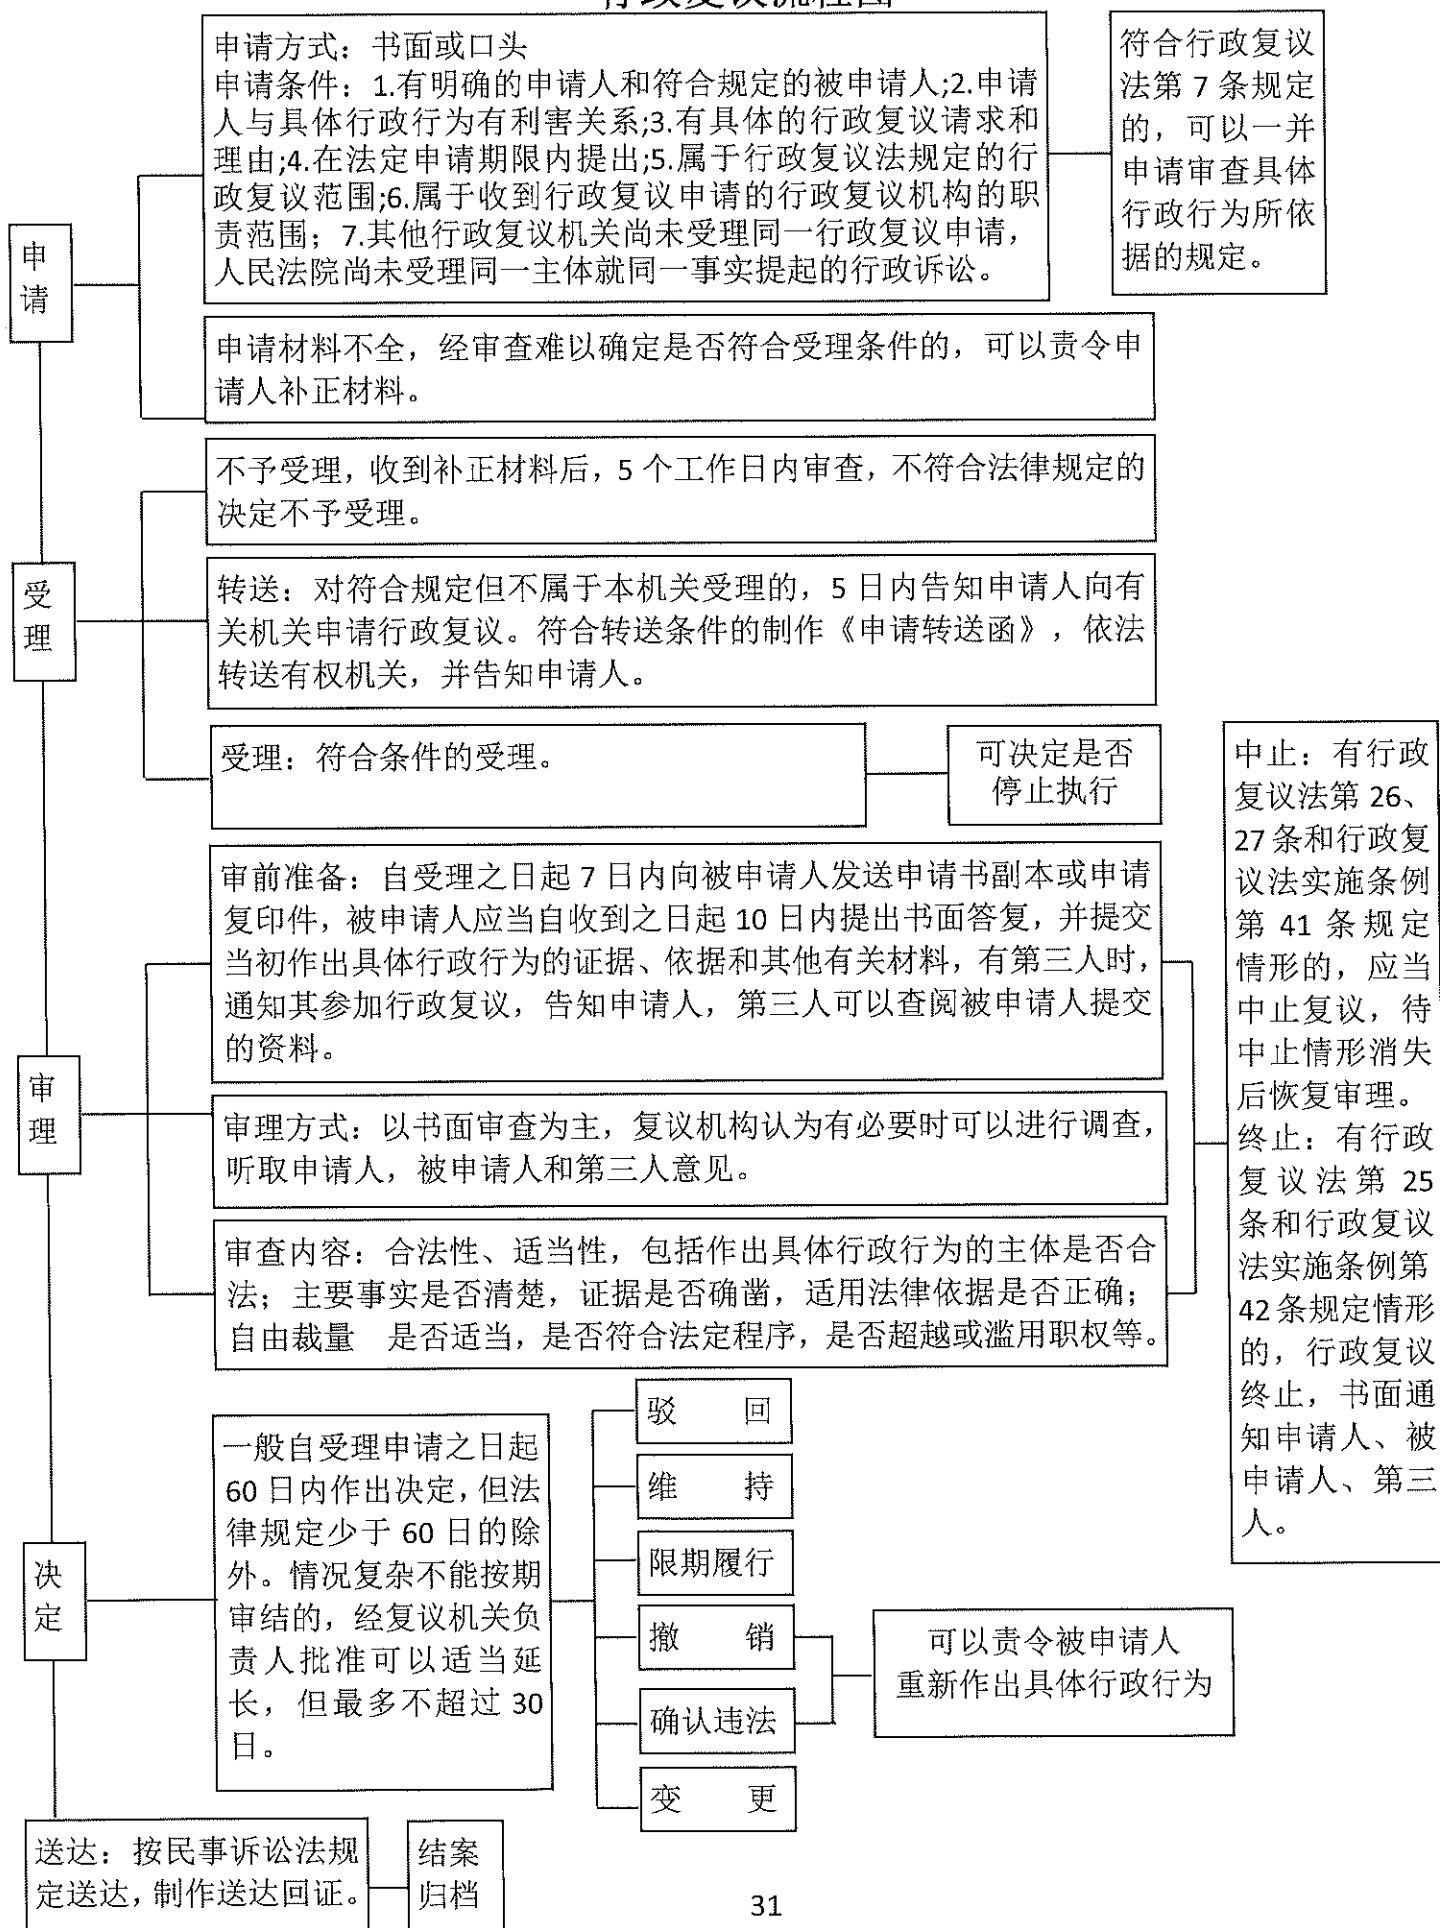 行政复议流程图
申请方式：书面或口头
申请条件：1.有明确的申请人和符合规定的被申请人;2.申请
人与具体行政行为有利害关系;3.有具体的行政复议请求和
理由;4.在法定申请期限内提出;5.属于行政复议法规定的行
政复议范围;6.属于收到行政复议申请的行政复议机构的职
责范围；7.其他行政复议机关尚未受理同一行政复议申请，
人民法院尚未受理同一主体就同一事实提起的行政诉讼。
符合行政复议
法第 7 条规定
的，可以一并
申请审查具体
行政行为所依
据的规定。
申
请
申请材料不全，经审查难以确定是否符合受理条件的，可以责令申
请人补正材料。
不予受理，收到补正材料后，5 个工作日内审查，不符合法律规定的
决定不予受理。
受
理
转送：对符合规定但不属于本机关受理的，5 日内告知申请人向有
关机关申请行政复议。符合转送条件的制作《申请转送函》，依法
转送有权机关，并告知申请人。
受理：符合条件的受理。
可决定是否
停止执行
审前准备：自受理之日起 7 日内向被申请人发送申请书副本或申请
复印件，被申请人应当自收到之日起 10 日内提出书面答复，并提交
当初作出具体行政行为的证据、依据和其他有关材料，有第三人时，
通知其参加行政复议，告知申请人，第三人可以查阅被申请人提交
的资料。
审
理
审理方式：以书面审查为主，复议机构认为有必要时可以进行调查，
听取申请人，被申请人和第三人意见。
审查内容：合法性、适当性，包括作出具体行政行为的主体是否合
法；主要事实是否清楚，证据是否确凿，适用法律依据是否正确；
自由裁量 是否适当，是否符合法定程序，是否超越或滥用职权等。
中止：有行政
复议法第 26、
27 条和行政复
议法实施条例
第 41 条规定
情形的，应当
中止复议，待
中止情形消失
后恢复审理。
终止：有行政
复议法第 25
条和行政复议
法实施条例第
42 条规定情形
的，行政复议
终止，书面通
知申请人、被
申请人、第三
人。
决
定
一般自受理申请之日起
60 日内作出决定，但法
律规定少于 60 日的除
外。情况复杂不能按期
审结的，经复议机关负
责人批准可以适当延
长，但最多不超过 30
日。
驳 回
维 持
限期履行
撤 销
确认违法
变 更
可以责令被申请人
重新作出具体行政行为
送达：按民事诉讼法规
定送达，制作送达回证。
结案
归档
31